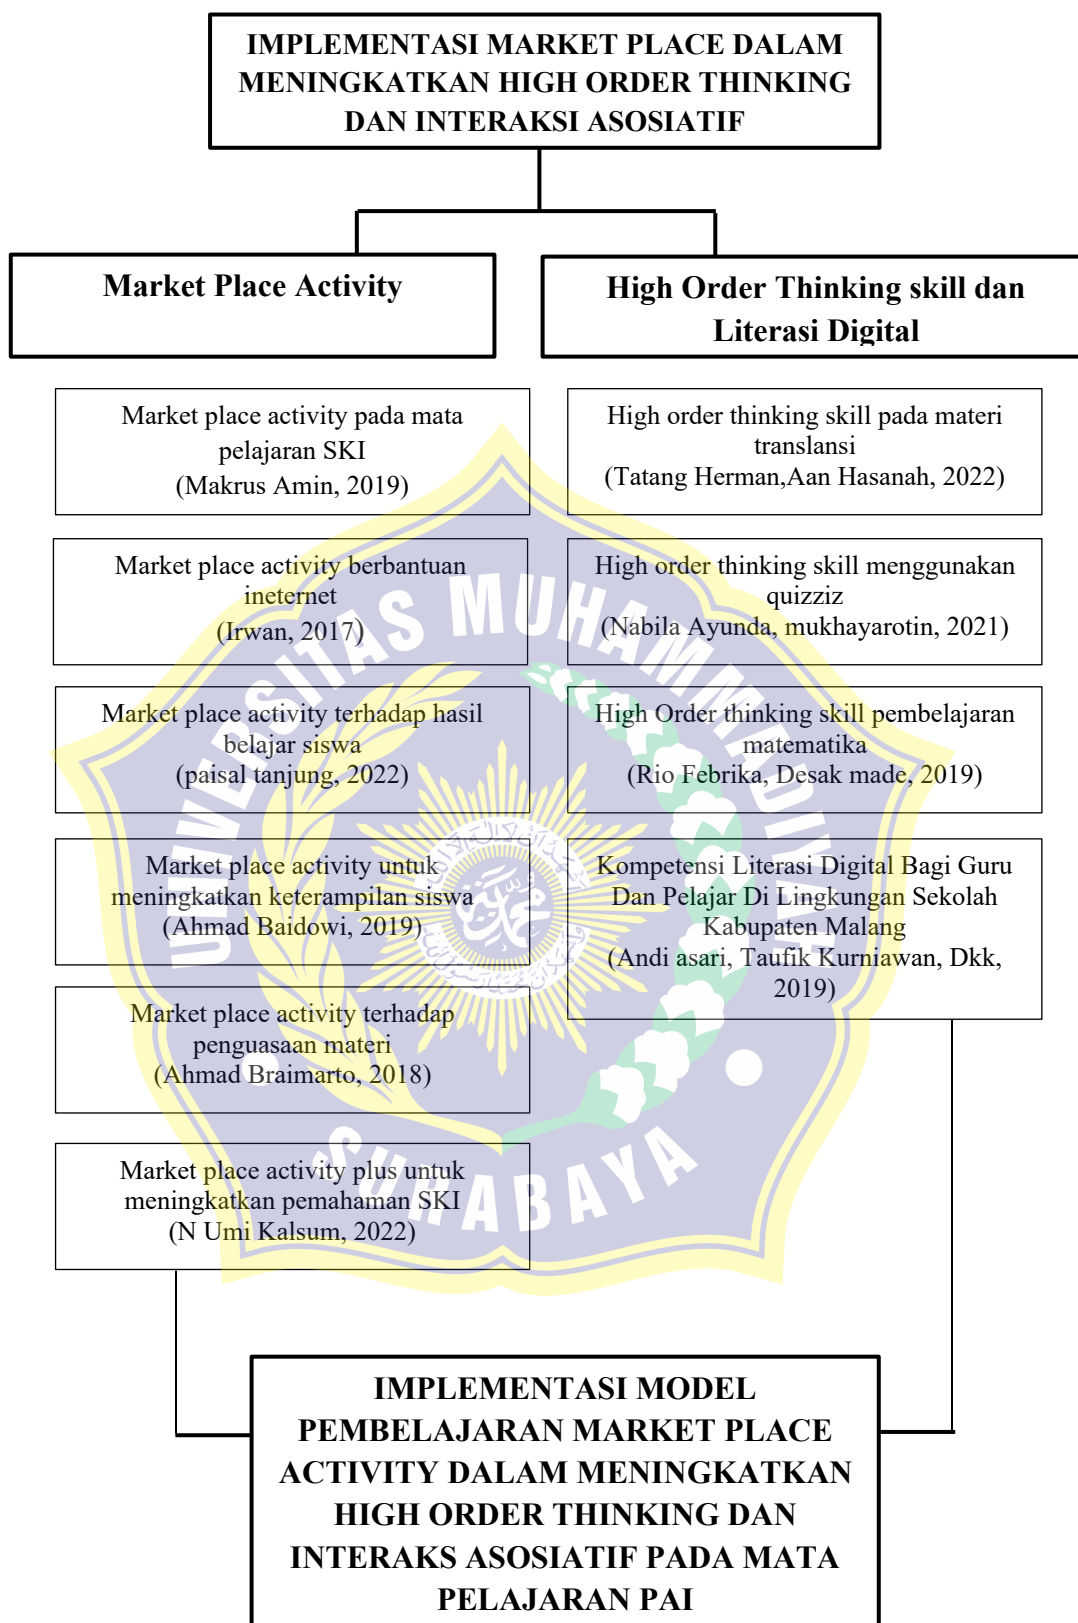 IMPLEMENTASI MARKET PLACE DALAM
MENINGKATKAN HIGH ORDER THINKING
DAN INTERAKSI ASOSIATIF
Market Place Activity
High Order Thinking skill dan
Literasi Digital
Market place activity pada mata
pelajaran SKI
(Makrus Amin, 2019)
Market place activity berbantuan
ineternet
(Irwan, 2017)
Market place activity terhadap hasil
belajar siswa
(paisal tanjung, 2022)
Market place activity untuk
meningkatkan keterampilan siswa
(Ahmad Baidowi, 2019)
Market place activity terhadap
penguasaan materi
(Ahmad Braimarto, 2018)
Market place activity plus untuk
meningkatkan pemahaman SKI
(N Umi Kalsum, 2022)
High order thinking skill pada materi
translansi
(Tatang Herman,Aan Hasanah, 2022)
High order thinking skill menggunakan
quizziz
(Nabila Ayunda, mukhayarotin, 2021)
High Order thinking skill pembelajaran
matematika
(Rio Febrika, Desak made, 2019)
Kompetensi Literasi Digital Bagi Guru
Dan Pelajar Di Lingkungan Sekolah
Kabupaten Malang
(Andi asari, Taufik Kurniawan, Dkk,
2019)
UNIVERSITAS MUHAMMADIYAH
SURABAYA
IMPLEMENTASI MODEL
PEMBELAJARAN MARKET PLACE
ACTIVITY DALAM MENINGKATKAN
HIGH ORDER THINKING DAN
INTERAKS ASOSIATIF PADA MATA
PELAJARAN PAI